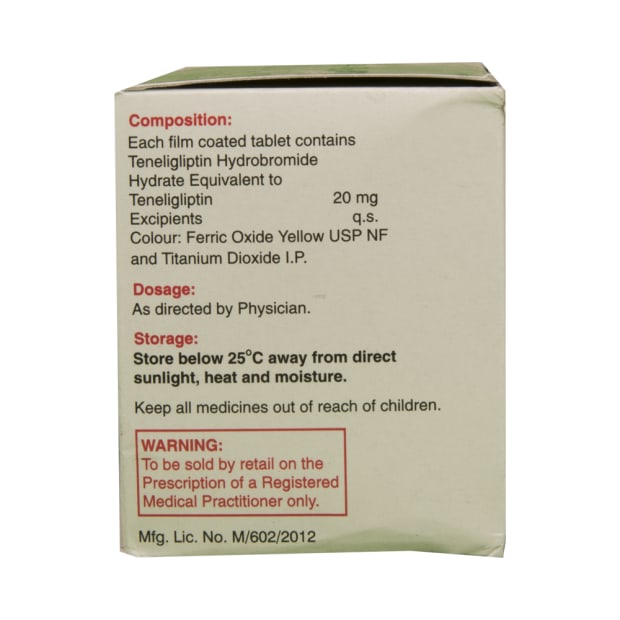 Composition:
Each film coated tablet contains
Teneligliptin Hydrobromide
Hydrate Equivalent to
Teneligliptin 20 mg
Excipients q.s.
Colour: Ferric Oxide Yellow USP NF
and Titanium Dioxide I.P.
Dosage:
As directed by Physician.
Storage:
Store below 25°C away from direct
sunlight, heat and moisture.
Keep all medicines out of reach of children.
WARNING:
To be sold by retail on the
Prescription of a Registered
Medical Practitioner only.
Mfg. Lic. No. M/602/2012